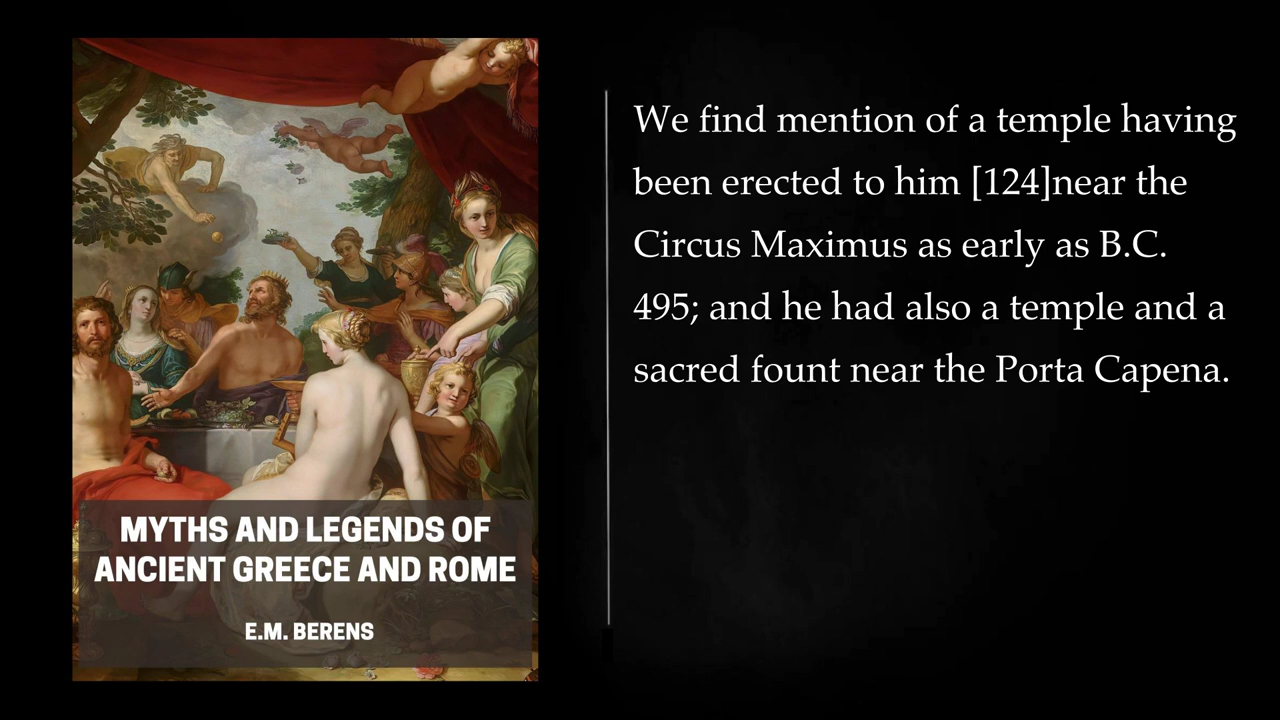 MYTHS AND LEGENDS OF
ANCIENT GREECE AND ROME
E.M. BERENS
We find mention of a temple having
been erected to him [124]near the
Circus Maximus as early as B.C.
495; and he had also a temple and a
sacred fount near the Porta Capena.